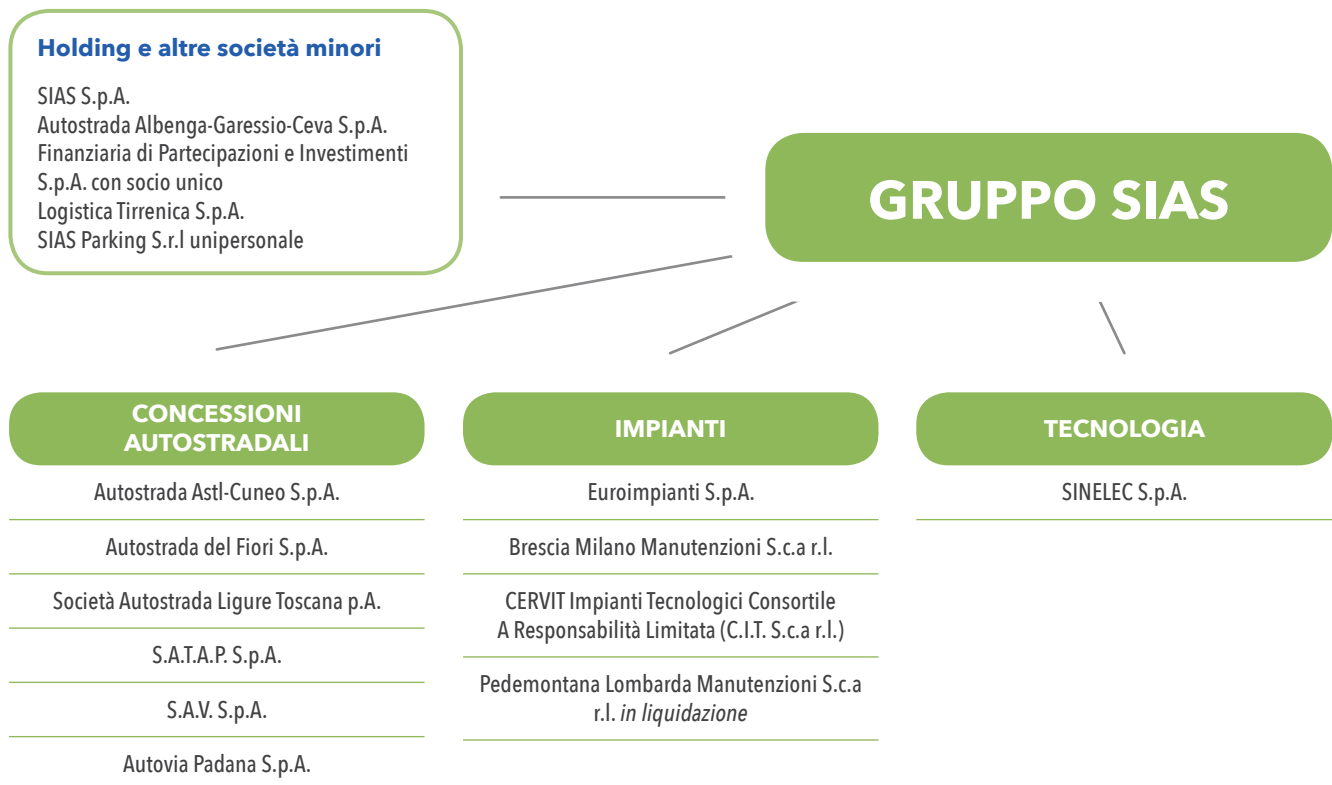 Holding e altre società minori
SIAS S.p.A.
Autostrada Albenga-Garessio-Ceva S.p.A.
Finanziaria di Partecipazioni e Investimenti
S.p.A. con socio unico
Logistica Tirrenica S.p.A.
SIAS Parking S.r.l unipersonale
GRUPPO SIAS
CONCESSIONI
AUTOSTRADALI
Autostrada Astl-Cuneo S.p.A.
Autostrada del Fiori S.p.A.
Società Autostrada Ligure Toscana p.A.
S.A.T.A.P. S.p.A.
S.A.V. S.p.A.
Autovia Padana S.p.A.
IMPIANTI
Euroimpianti S.p.A.
Brescia Milano Manutenzioni S.c.a r.l.
CERVIT Impianti Tecnologici Consortile
A Responsabilità Limitata (C.I.T. S.c.a r.l.)
Pedemontana Lombarda Manutenzioni S.c.a
r.l. in liquidazione
TECNOLOGIA
SINELEC S.p.A.